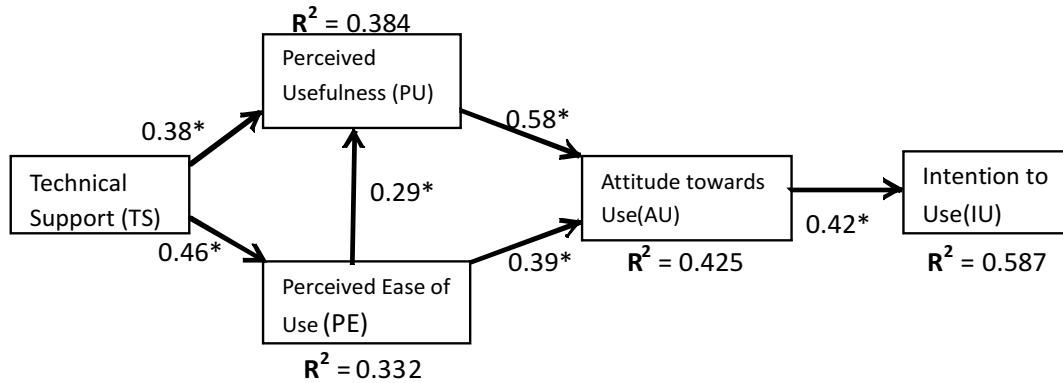 R² = 0.384
Perceived
Usefulness (PU)
0.38*
0.58*
Technical
Support (TS)
0.29*
Attitude towards
Use(AU)
Intention to
Use(IU)
0.46*
0.39*
0.42*
R² = 0.425
R² = 0.587
Perceived Ease of
Use (PE)
R² = 0.332